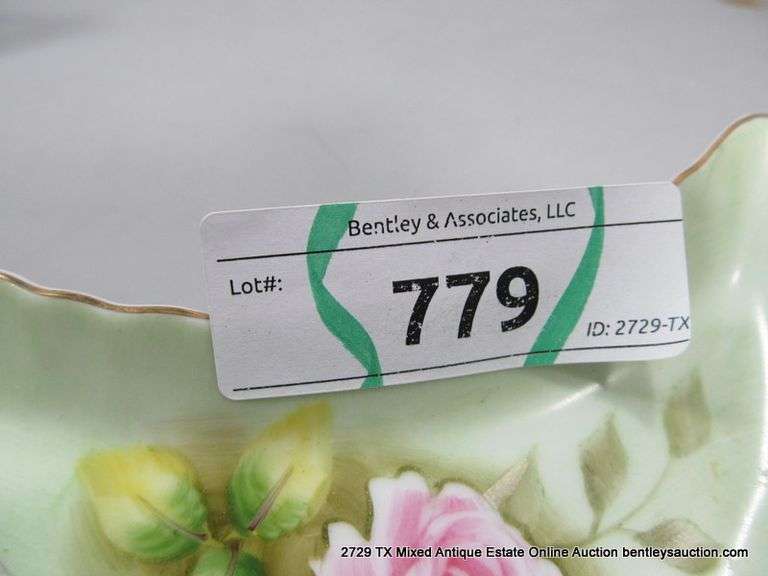 Bentley & Associates, LLC
Lot#:
779
ID: 2729-TX
2729 TX Mixed Antique Estate Online Auction bentleysauction.com